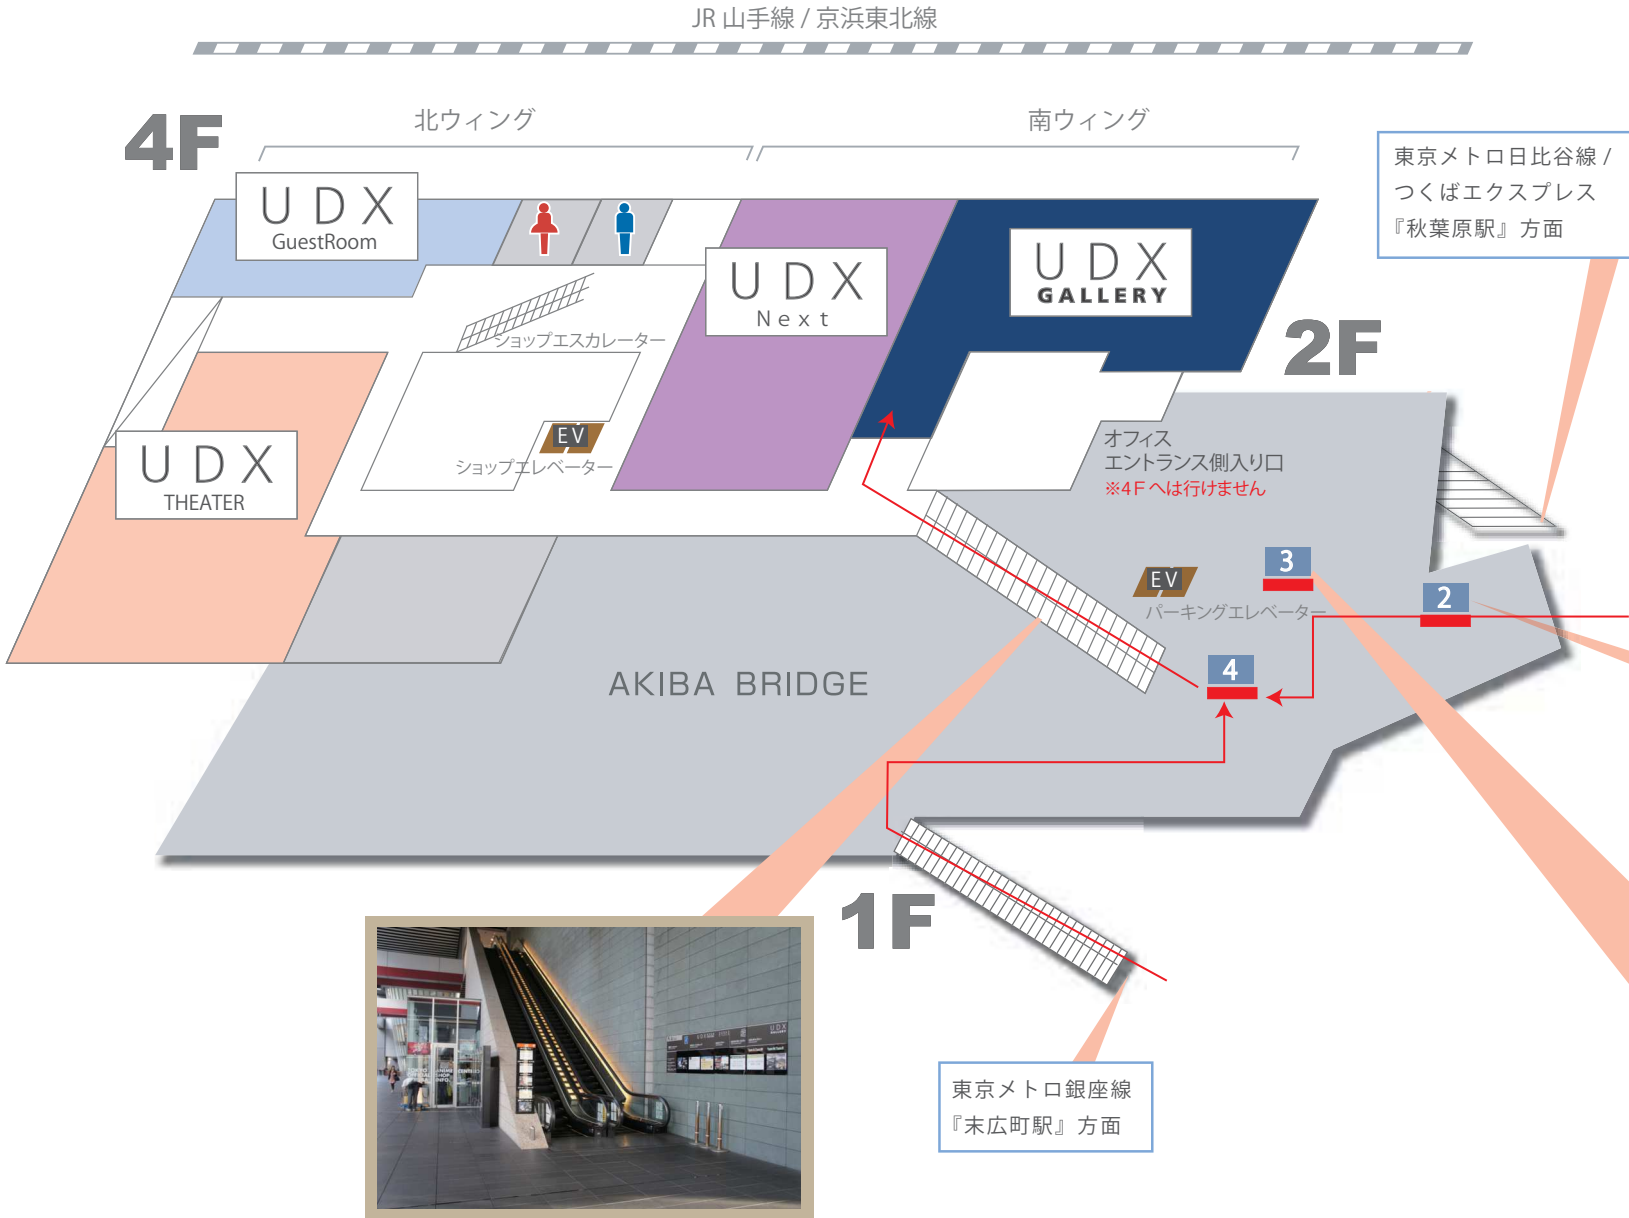 JR 山手線 / 京浜東北線
4F
北ウィング
南ウィング
東京メトロ日比谷線 /
つくばエクスプレス
『秋葉原駅』方面
UDX
GuestRoom
UDX
Next
UDX
GALLERY
2F
ショップエスカレーター
EV
ショップエレベーター
UDX
THEATER
オフィス
エントランス側入り口
※4F へは行けません
EV
パーキングエレベーター
3
2
4
AKIBA BRIDGE
1F
東京メトロ銀座線
『末広町駅』方面
UDX